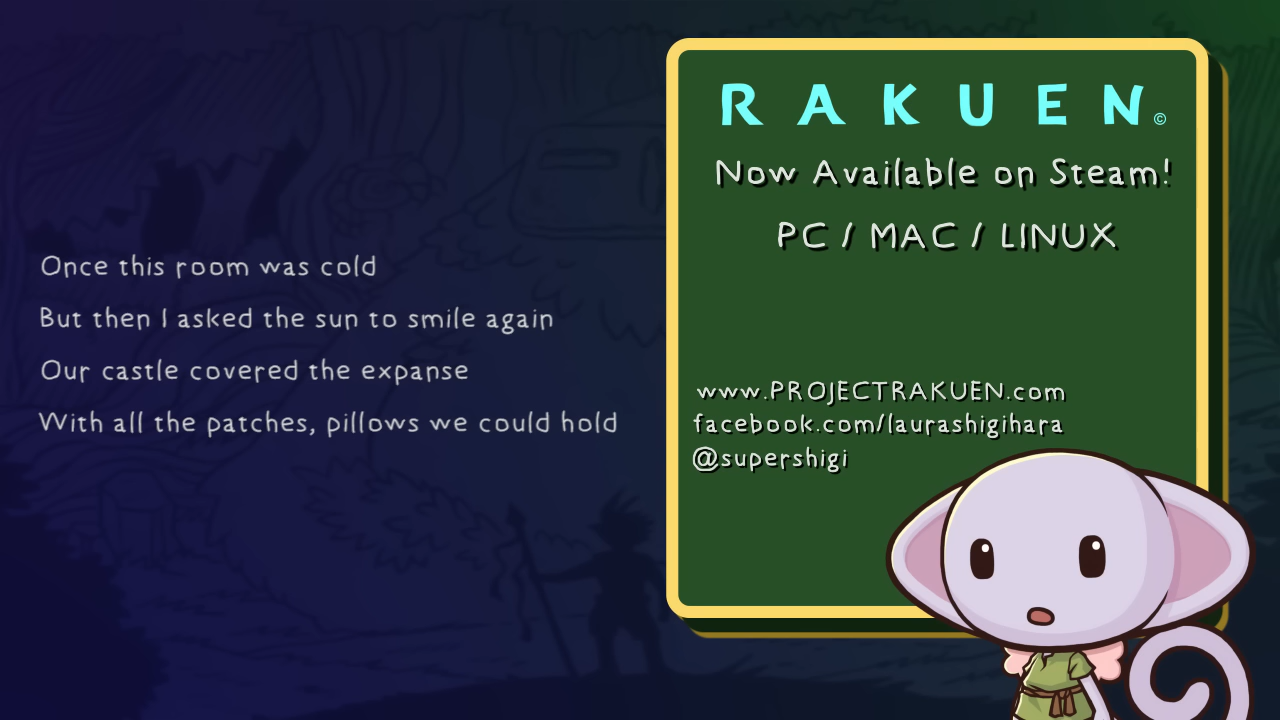 Once this room was cold
But then I asked the sun to smile again
Our castle covered the expanse
With all the patches, pillows we could hold
RAKUEN©
Now Available on Steam!
PC / MAC / LINUX
www.PROJECTRAKUEN.com
facebook.com/laurashigihara
@supershigi